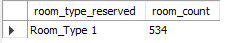 room_type_reserved room_count
Room_Type 1 534